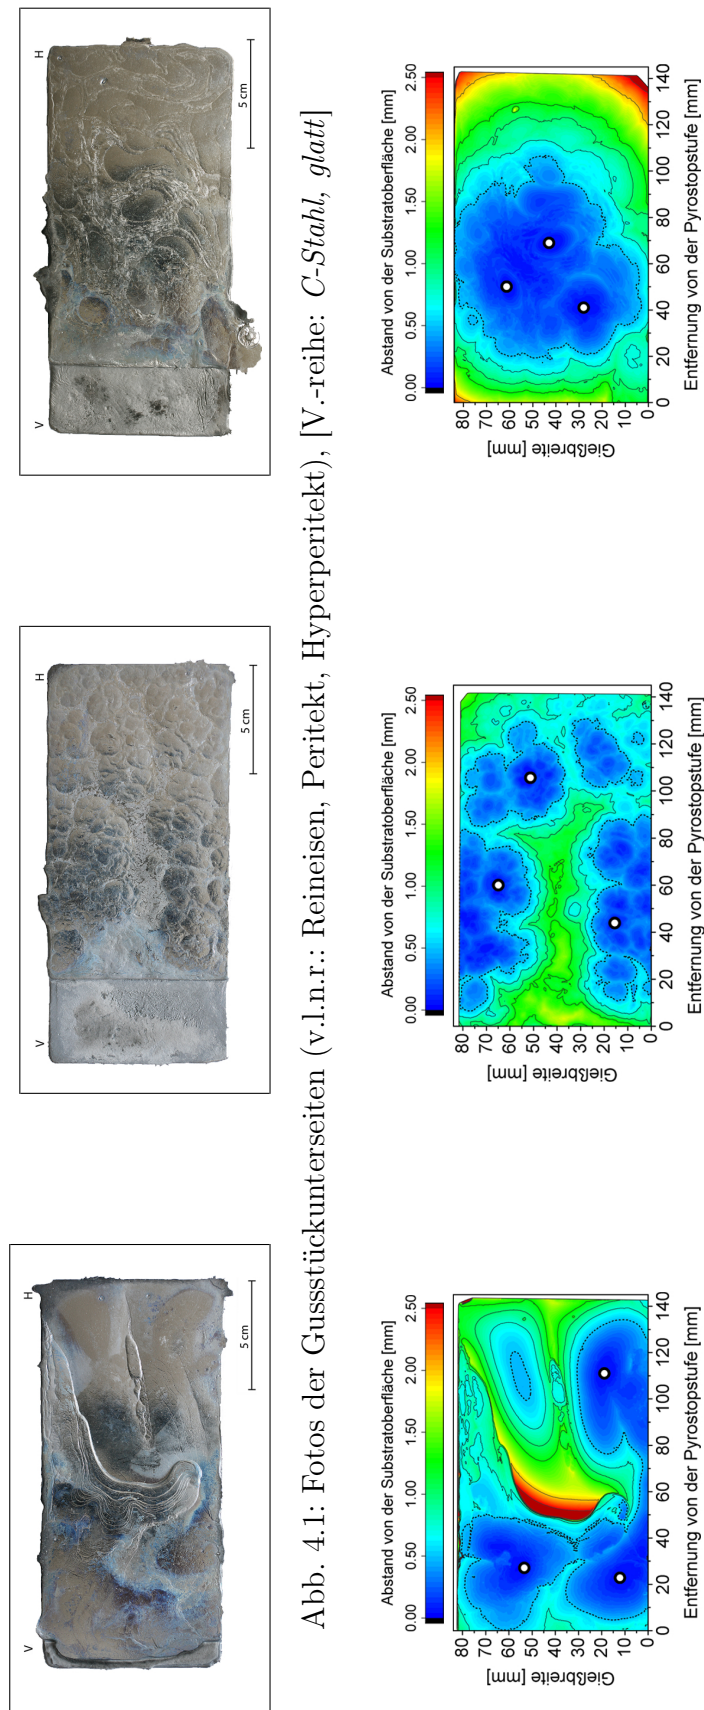 V
H
5 cm
V
H
5 cm
V
H
5 cm
Abb. 4.1: Fotos der Gussstückunterseiten (v.l.n.r.: Reineisen, Peritekt, Hyperperitekt), [V.-reihe: C-Stahl, glatt]
Abstand von der Substratoberfläche [mm]
0.00 0.50 1.00 1.50 2.00 2.50
Gießbreite [mm]
80
70
60
50
40
30
20
10
0
0 20 40 60 80 100 120 140
Entfernung von der Pyrostopstufe [mm]
Abstand von der Substratoberfläche [mm]
0.00 0.50 1.00 1.50 2.00 2.50
Gießbreite [mm]
80
70
60
50
40
30
20
10
0
0 20 40 60 80 100 120 140
Entfernung von der Pyrostopstufe [mm]
Abstand von der Substratoberfläche [mm]
0.00 0.50 1.00 1.50 2.00 2.50
Gießbreite [mm]
80
70
60
50
40
30
20
10
0
0 20 40 60 80 100 120 140
Entfernung von der Pyrostopstufe [mm]